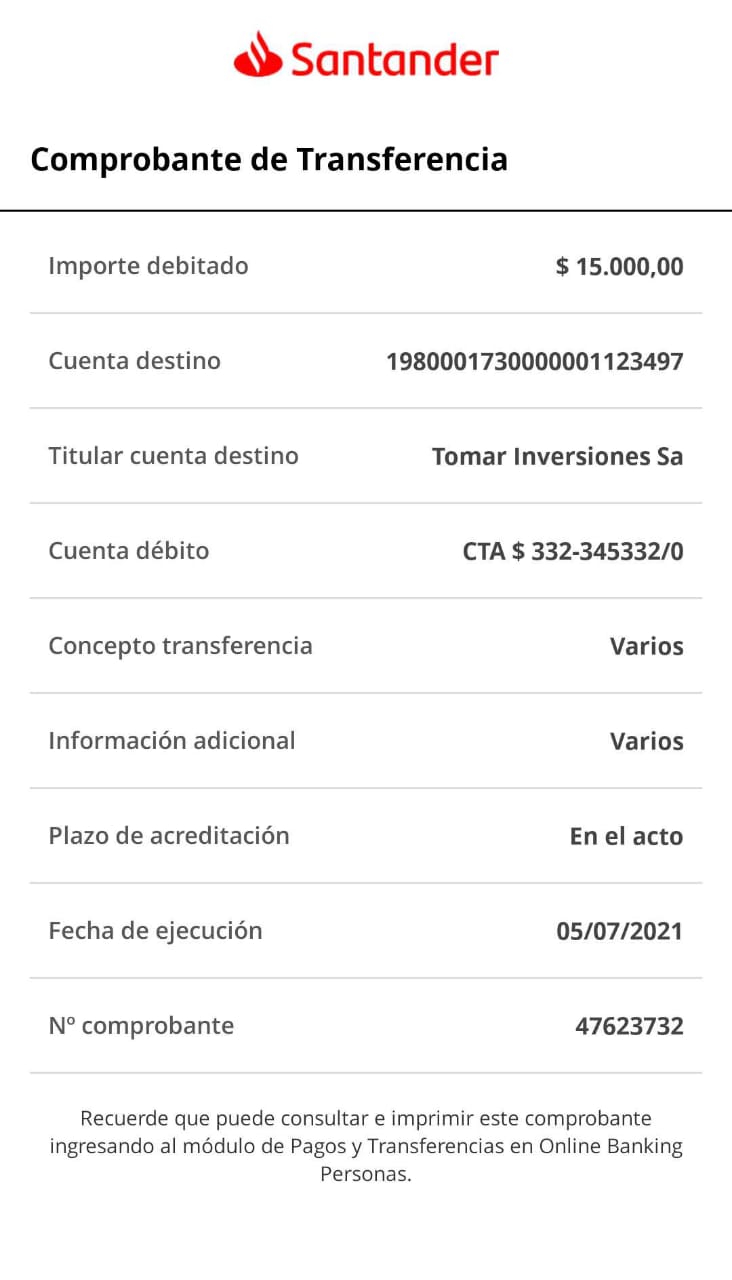 Santander
Comprobante de Transferencia
Importe debitado $ 15.000,00
Cuenta destino 1980001730000001123497
Titular cuenta destino Tomar Inversiones Sa
Cuenta débito CTA $ 332-345332/0
Concepto transferencia Varios
Información adicional Varios
Plazo de acreditación En el acto
Fecha de ejecución 05/07/2021
Nº comprobante 47623732
Recuerde que puede consultar e imprimir este comprobante
ingresando al módulo de Pagos y Transferencias en Online Banking
Personas.